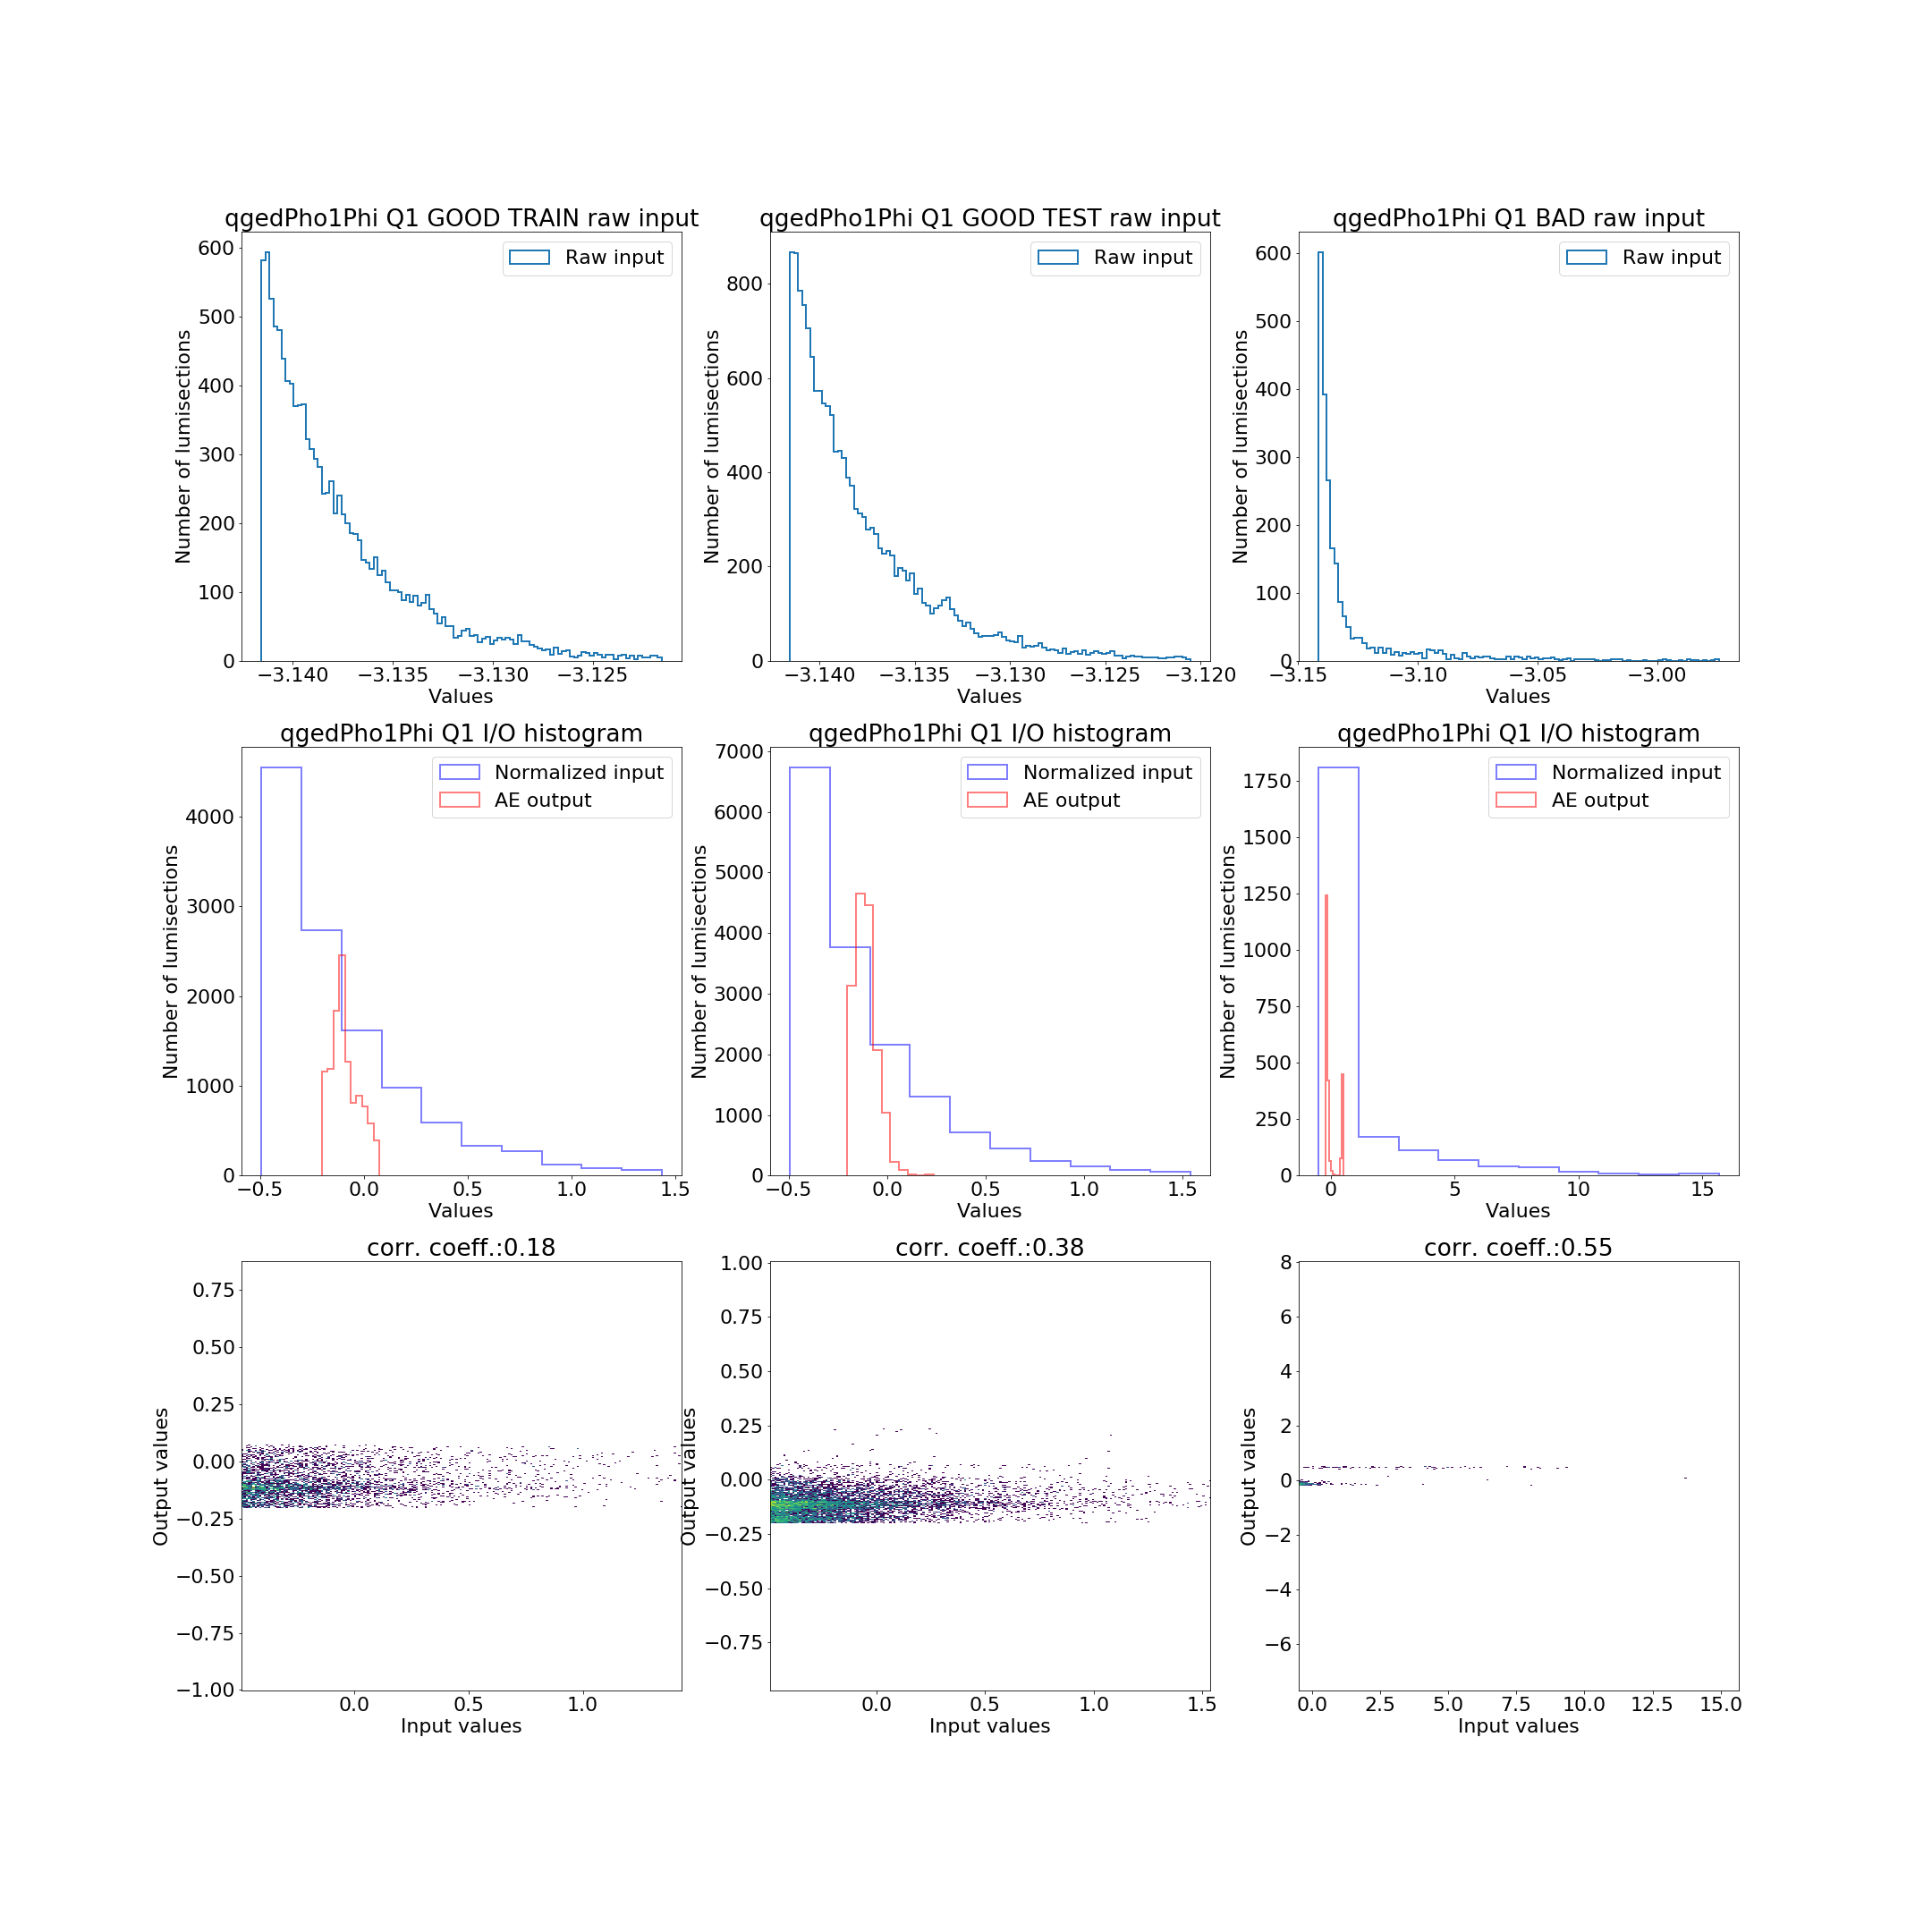 qgedPho1Phi Q1 GOOD TRAIN raw input
600
500
400
300
200
100
0
Number of lumisections
Raw input
−3.140 −3.135 −3.130 −3.125
Values
qgedPho1Phi Q1 GOOD TEST raw input
800
600
400
200
0
Number of lumisections
Raw input
−3.140 −3.135 −3.130 −3.125 −3.120
Values
qgedPho1Phi Q1 BAD raw input
600
500
400
300
200
100
0
Number of lumisections
Raw input
−3.15 −3.10 −3.05 −3.00
Values
qgedPho1Phi Q1 I/O histogram
4000
3000
2000
1000
0
Number of lumisections
Normalized input
AE output
−0.5 0.0 0.5 1.0 1.5
Values
qgedPho1Phi Q1 I/O histogram
7000
6000
5000
4000
3000
2000
1000
0
Number of lumisections
Normalized input
AE output
−0.5 0.0 0.5 1.0 1.5
Values
qgedPho1Phi Q1 I/O histogram
1750
1500
1250
1000
750
500
250
0
Number of lumisections
Normalized input
AE output
0 5 10 15
Values
corr. coeff.:0.18
0.75
0.50
0.25
0.00
−0.25
−0.50
−0.75
−1.00
Output values
0.0 0.5 1.0
Input values
corr. coeff.:0.38
1.00
0.75
0.50
0.25
0.00
−0.25
−0.50
−0.75
Output values
0.0 0.5 1.0 1.5
Input values
corr. coeff.:0.55
8
6
4
2
0
−2
−4
−6
Output values
0.0 2.5 5.0 7.5 10.0 12.5 15.0
Input values